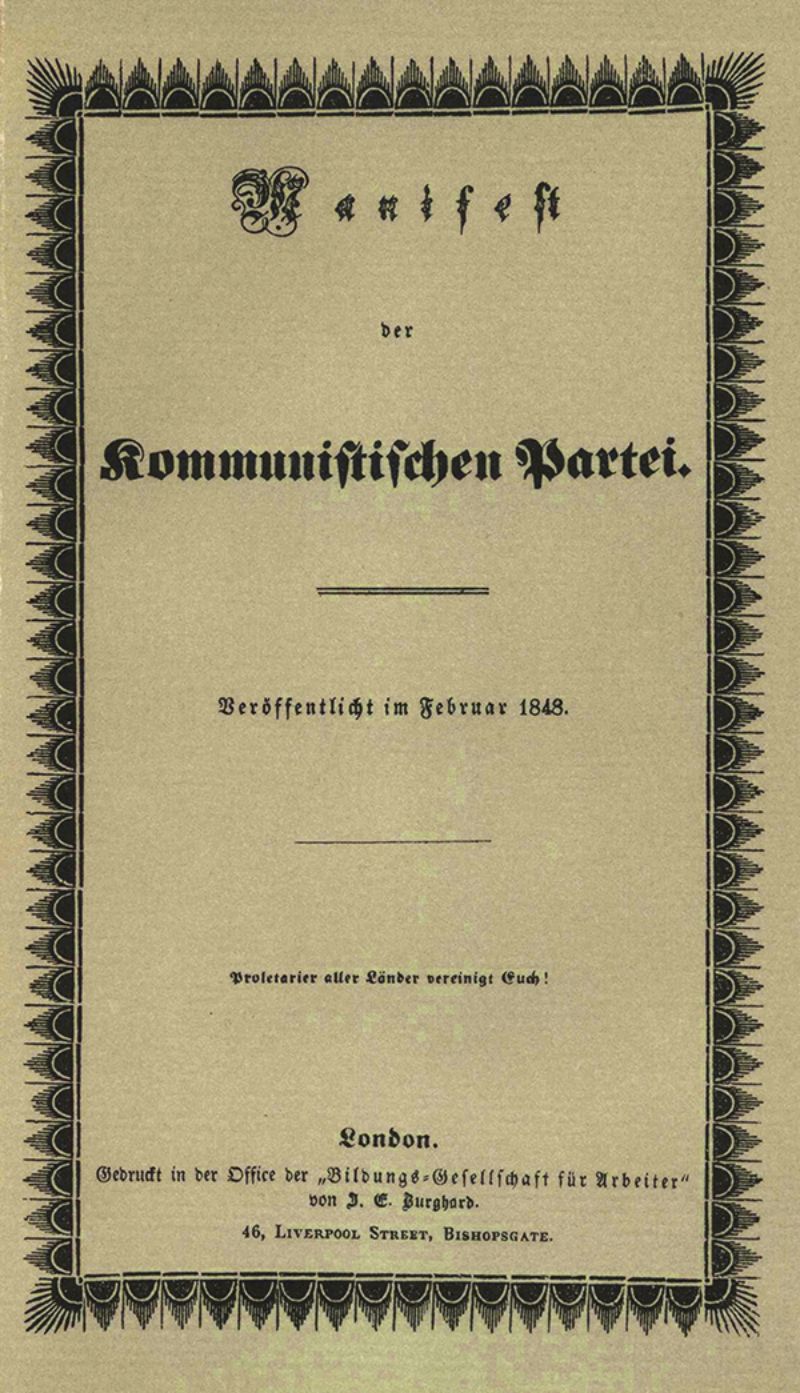 Manifest
der
Kommunistischen Partei.
Veröffentlicht im Februar 1848.
Proletarier aller Länder vereinigt Euch!
London.
Gedruckt in der Office der „Bildungs-Gesellschaft für Arbeiter“
von J. E. Burghard.
46, LIVERPOOL STREET, BISHOPSGATE.